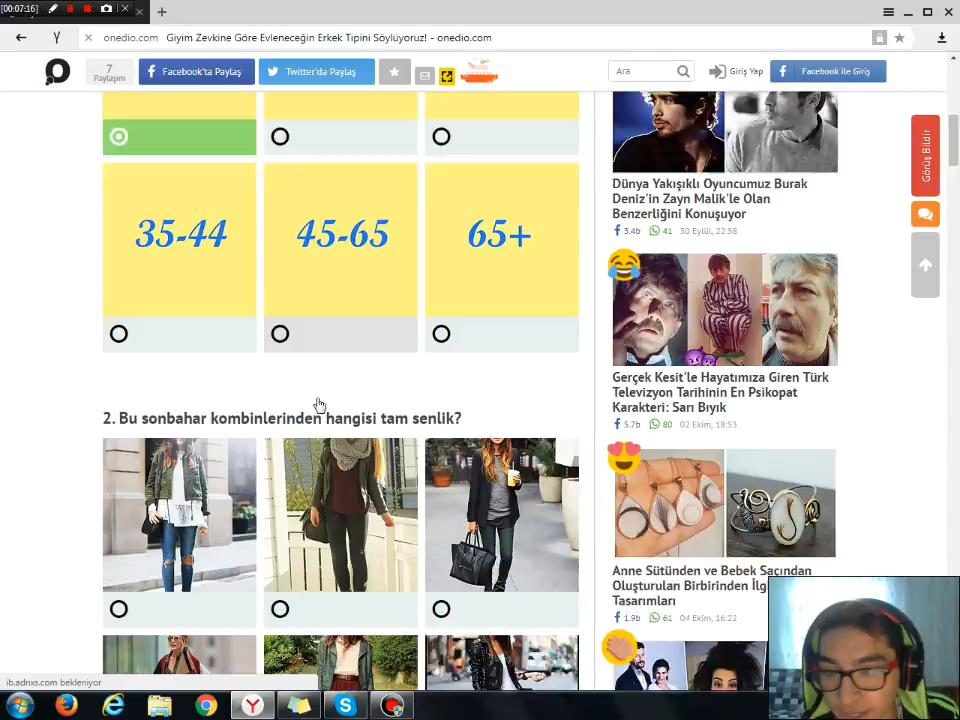 [00:07:16]
onedio.com Giyim Zevkine Göre Evleneceğin Erkek Tipini Söylüyoruz! - onedio.com
7
Paylaşım
Facebook'ta Paylaş
Twitter'da Paylaş
Ara
Giriş Yap
Facebook ile Giriş
35-44
45-65
65+
2. Bu sonbahar kombinlerinden hangisi tam senlik?
Dünya Yakışıklı Oyuncumuz Burak
Deniz'in Zayn Malik'le Olan
Benzerliğini Konuşuyor
3.4b 41 30 Eylül, 22:58
Gerçek Kesit'le Hayatımıza Giren Türk
Televizyon Tarihinin En Psikopat
Karakteri: Sarı Bıyık
5.7b 80 02 Ekim, 18:53
Anne Sütünden ve Bebek Saçından
Oluşturulan Birbirinden
Tasarımları
1.9b 61 04 Ekim, 16:22
Görüş Bildir
ib.adnxs.com bekleniyor